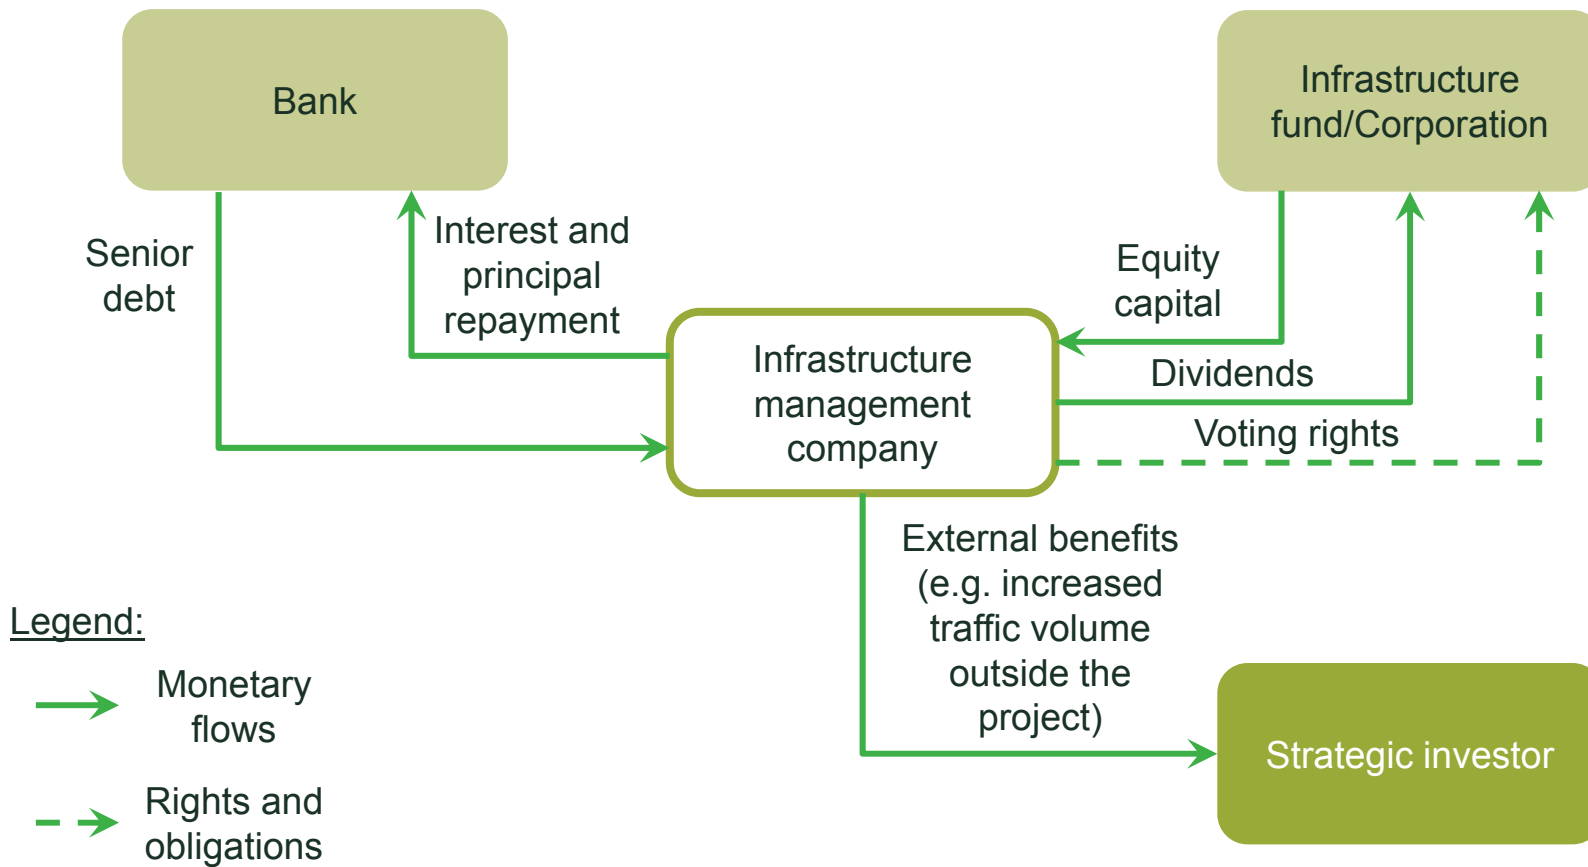 Bank
Infrastructure
fund/Corporation
Senior
debt
Interest and
principal
repayment
Equity
capital
Infrastructure
management
company
Dividends
Voting rights
External benefits
(e.g. increased
traffic volume
outside the
project)
Legend:
Monetary
flows
Rights and
obligations
Strategic investor